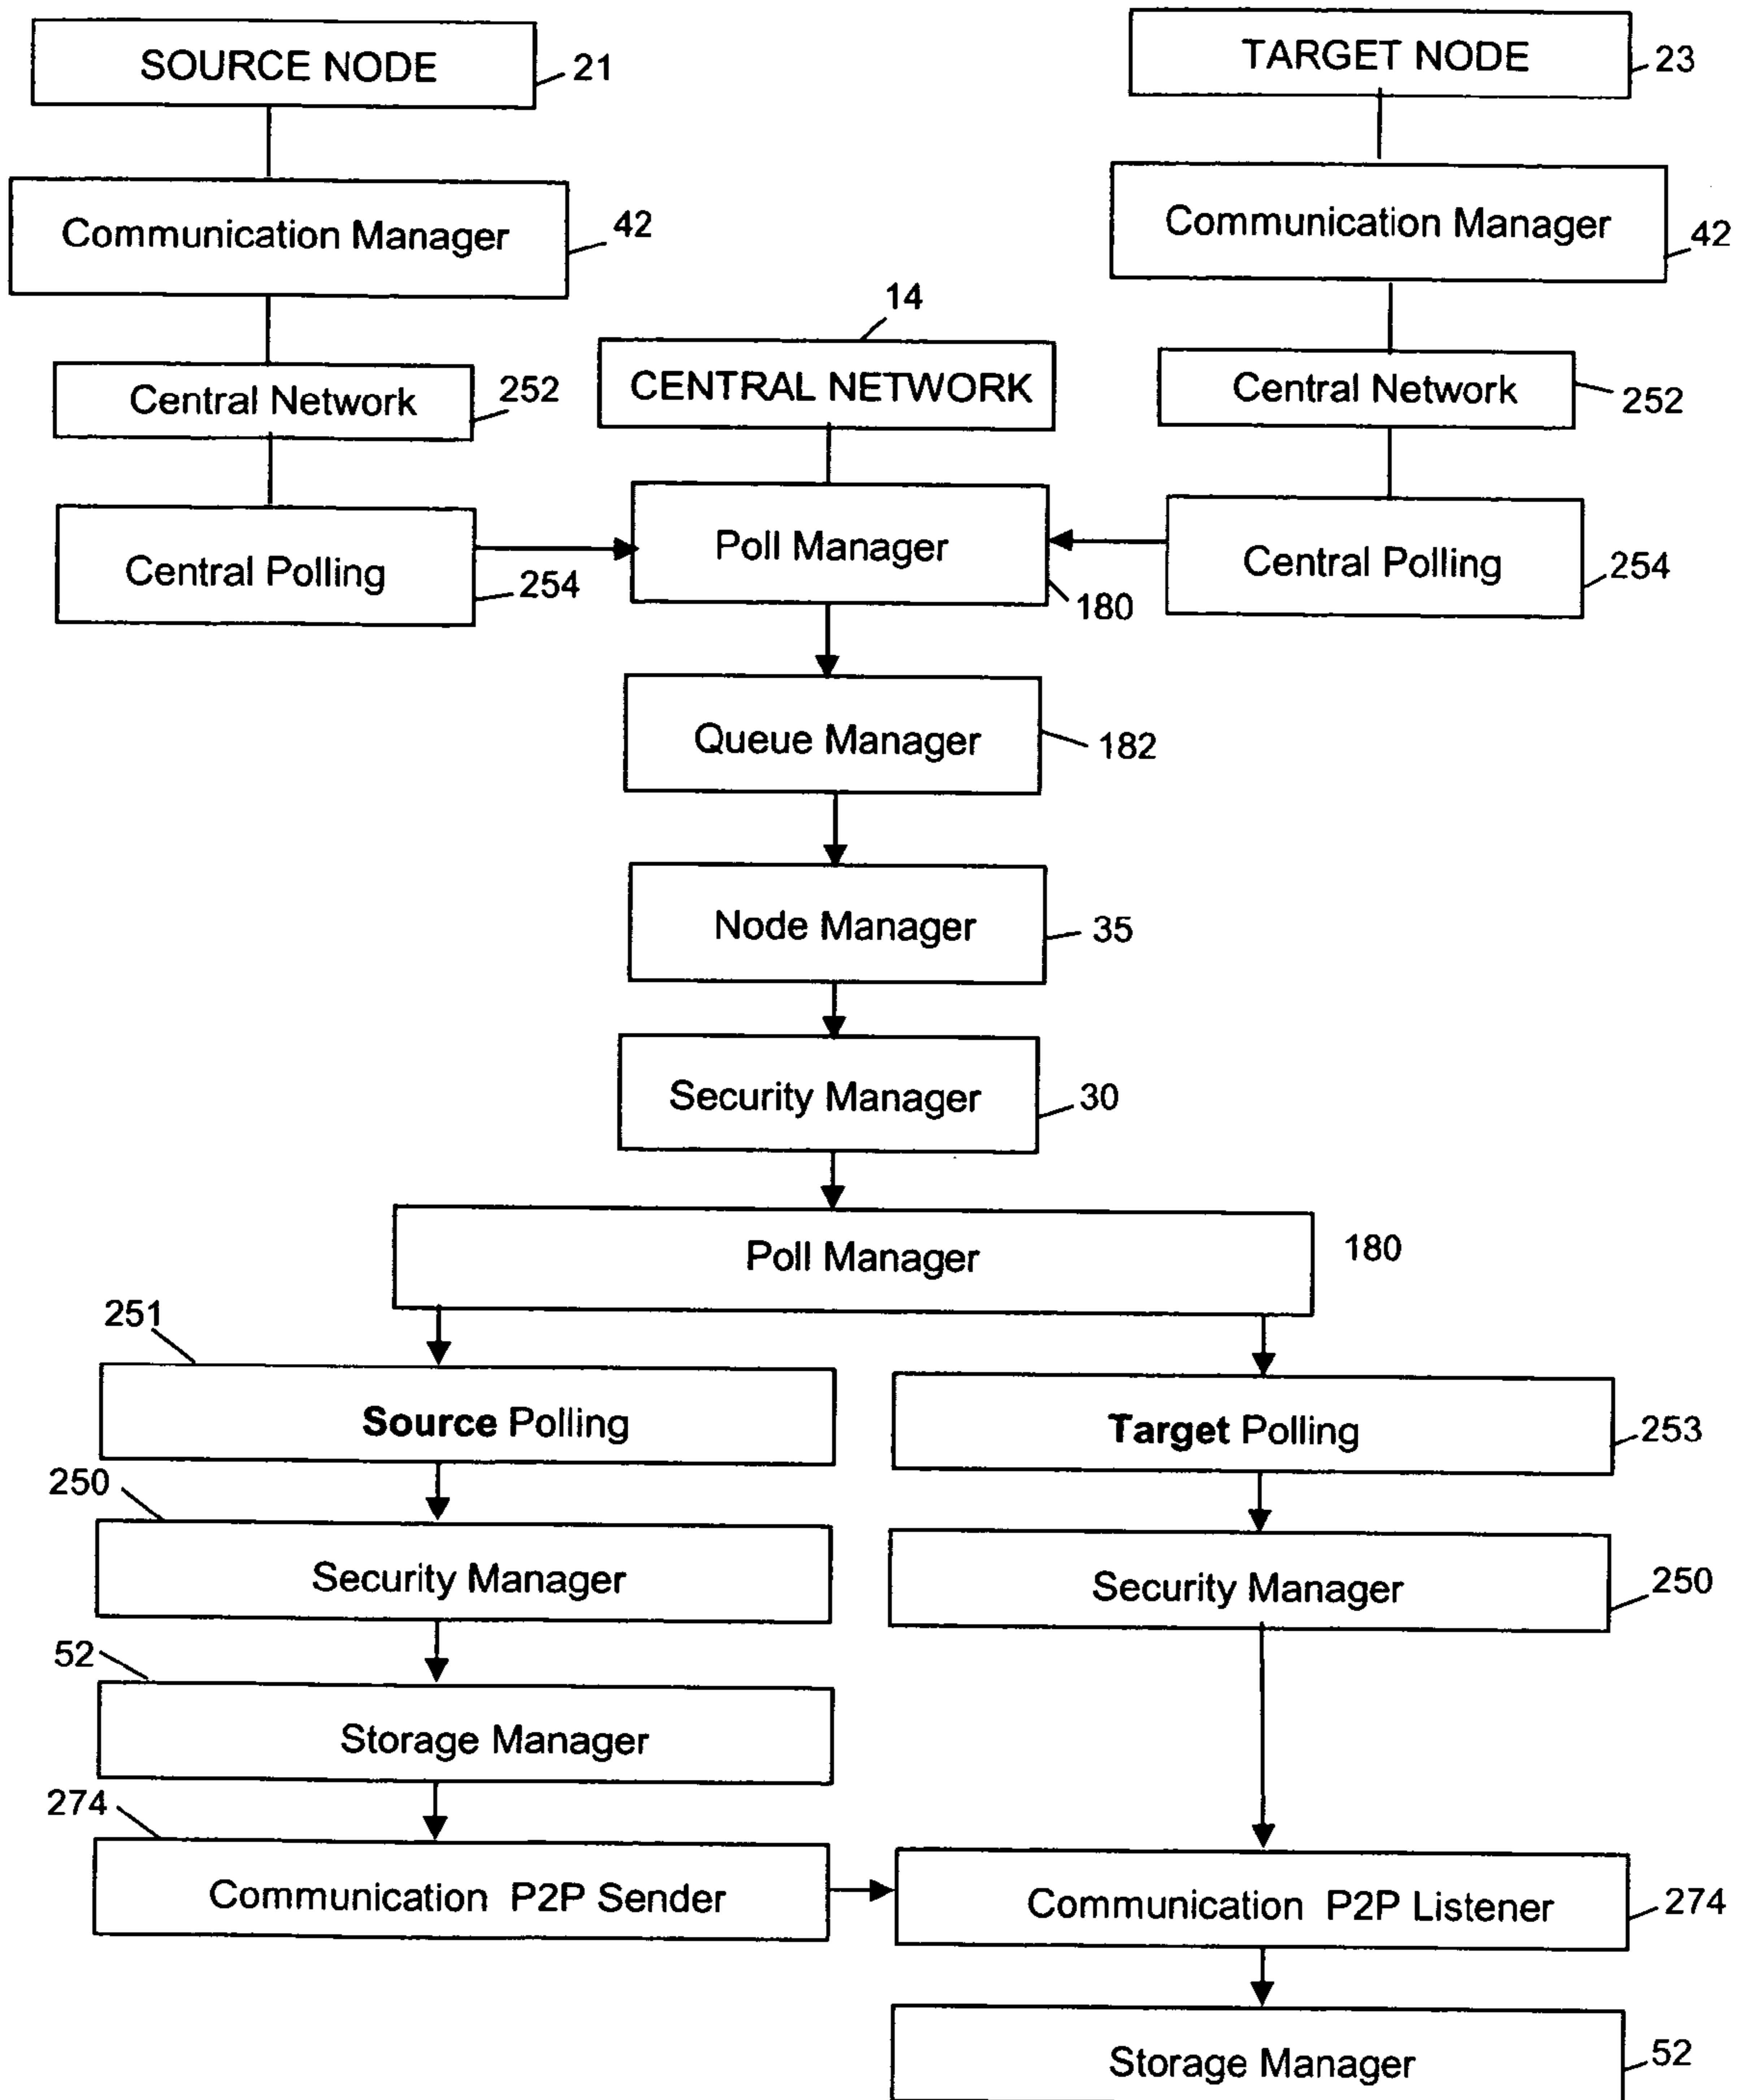 SOURCE NODE
21
TARGET NODE
23
Communication Manager
42
Communication Manager
42
14
CENTRAL NETWORK
Central Network
252
Central Network
252
Central Polling
254
Poll Manager
180
Central Polling
254
Queue Manager
182
Node Manager
35
Security Manager
30
Poll Manager
180
251
Source Polling
Target Polling
253
250
Security Manager
Security Manager
250
52
Storage Manager
274
Communication P2P Sender
Communication P2P Listener
274
Storage Manager
52